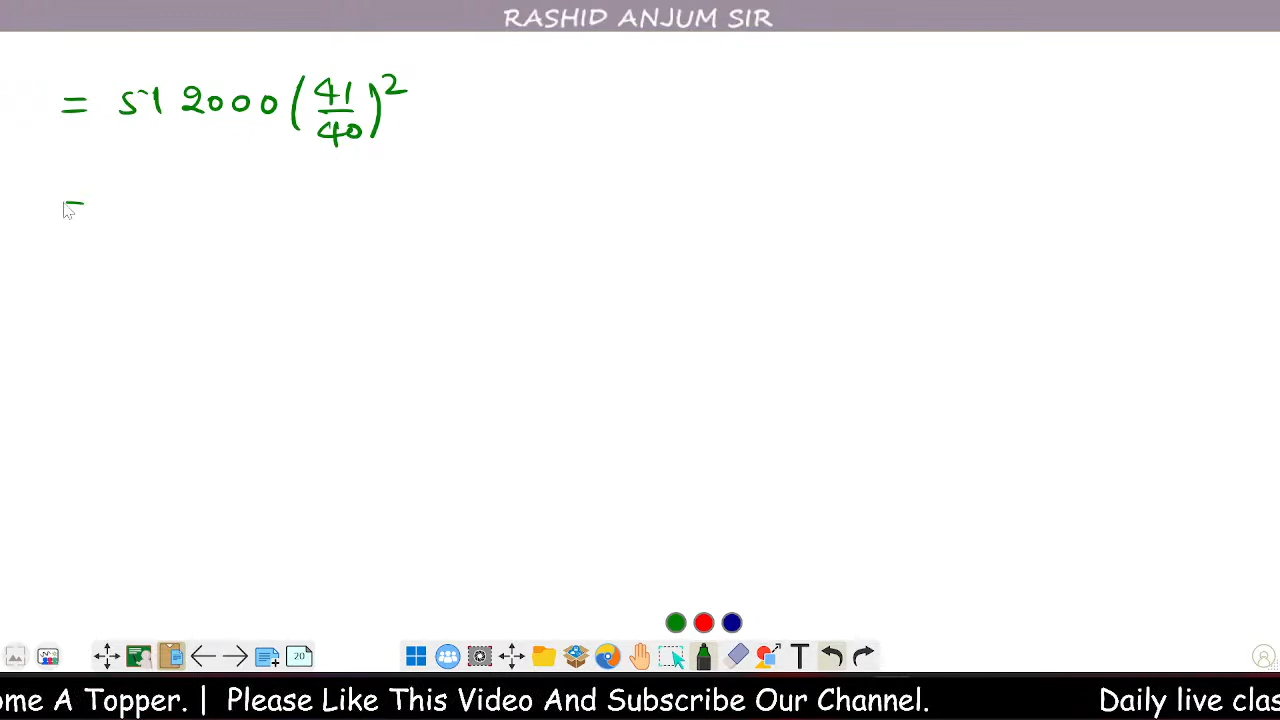 RASHID ANJUM SIR
= 512000 (41/40)²
20
T
ome A Topper. | Please Like This Video And Subscribe Our Channel. Daily live clas